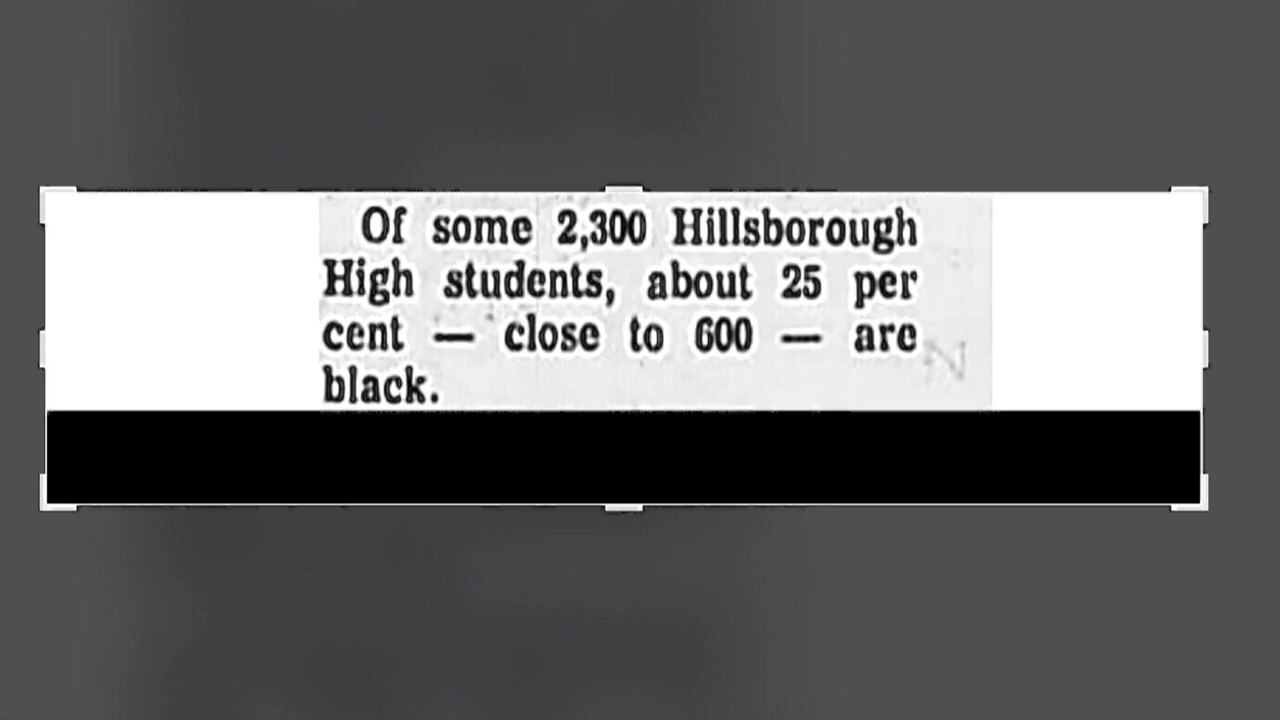 Of some 2,300 Hillsborough
High students, about 25 per
cent — close to 600 — are
black.
N